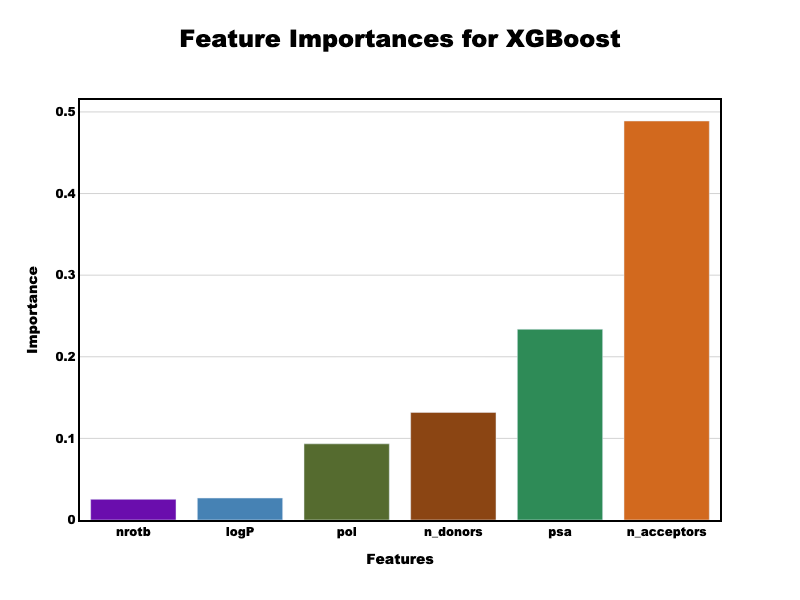 Feature Importances for XGBoost
0.5
0.4
0.3
0.2
0.1
0
Importance
nrotb logP pol n_donors psa n_acceptors
Features